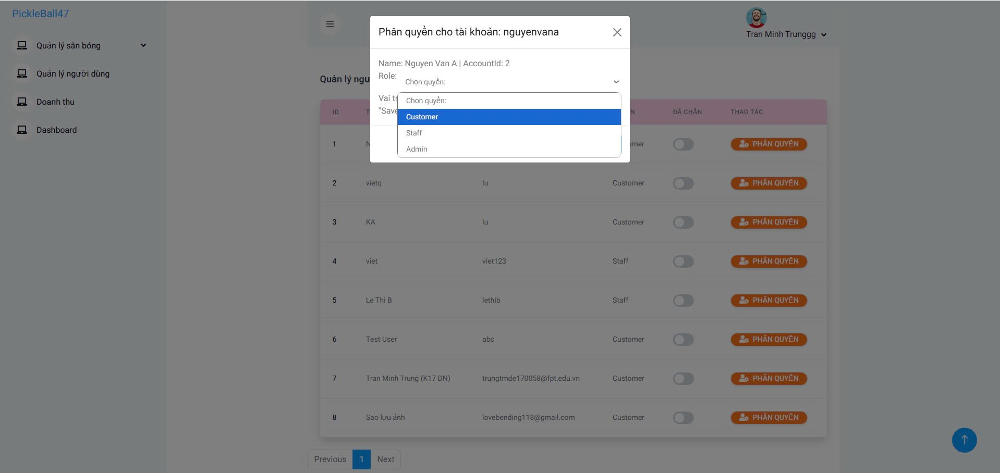 PickleBall47
Quản lý sân bóng
Quản lý người dùng
Doanh thu
Dashboard
Tran Minh Trunggg
Phân quyền cho tài khoản: nguyenvana
Name: Nguyen Van A | AccountId: 2
Role:
Chọn quyền:
Vai
"Save
Chọn quyền:
Customer
Staff
Admin
Quản lý
ID ĐÃ CHẶN THAO TÁC
1 PHÂN QUYỀN
2 vietq lu Customer PHÂN QUYỀN
3 KA lu Customer PHÂN QUYỀN
4 viet viet123 Staff PHÂN QUYỀN
5 Le Thi B lethib Staff PHÂN QUYỀN
6 Test User abc Customer PHÂN QUYỀN
7 Tran Minh Trung (K17 DN) trungtmde170058@fpt.edu.vn Customer PHÂN QUYỀN
8 Sao lưu ảnh lovebending118@gmail.com Customer PHÂN QUYỀN
Previous 1 Next